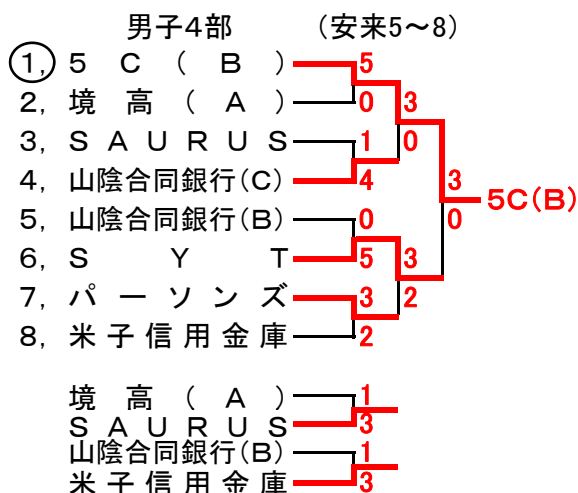 男子4部 (安来5～8)
1, 5C(B) 5
2, 境高(A) 0 3
3, SAURUS 1 0
4, 山陰合同銀行(C) 4 3
5C(B)
5, 山陰合同銀行(B) 0 0
6, SYT 5 3
7, パーソンズ 3 2
8, 米子信用金庫 2
境高(A) 1
SAURUS 3
山陰合同銀行(B) 1
米子信用金庫 3